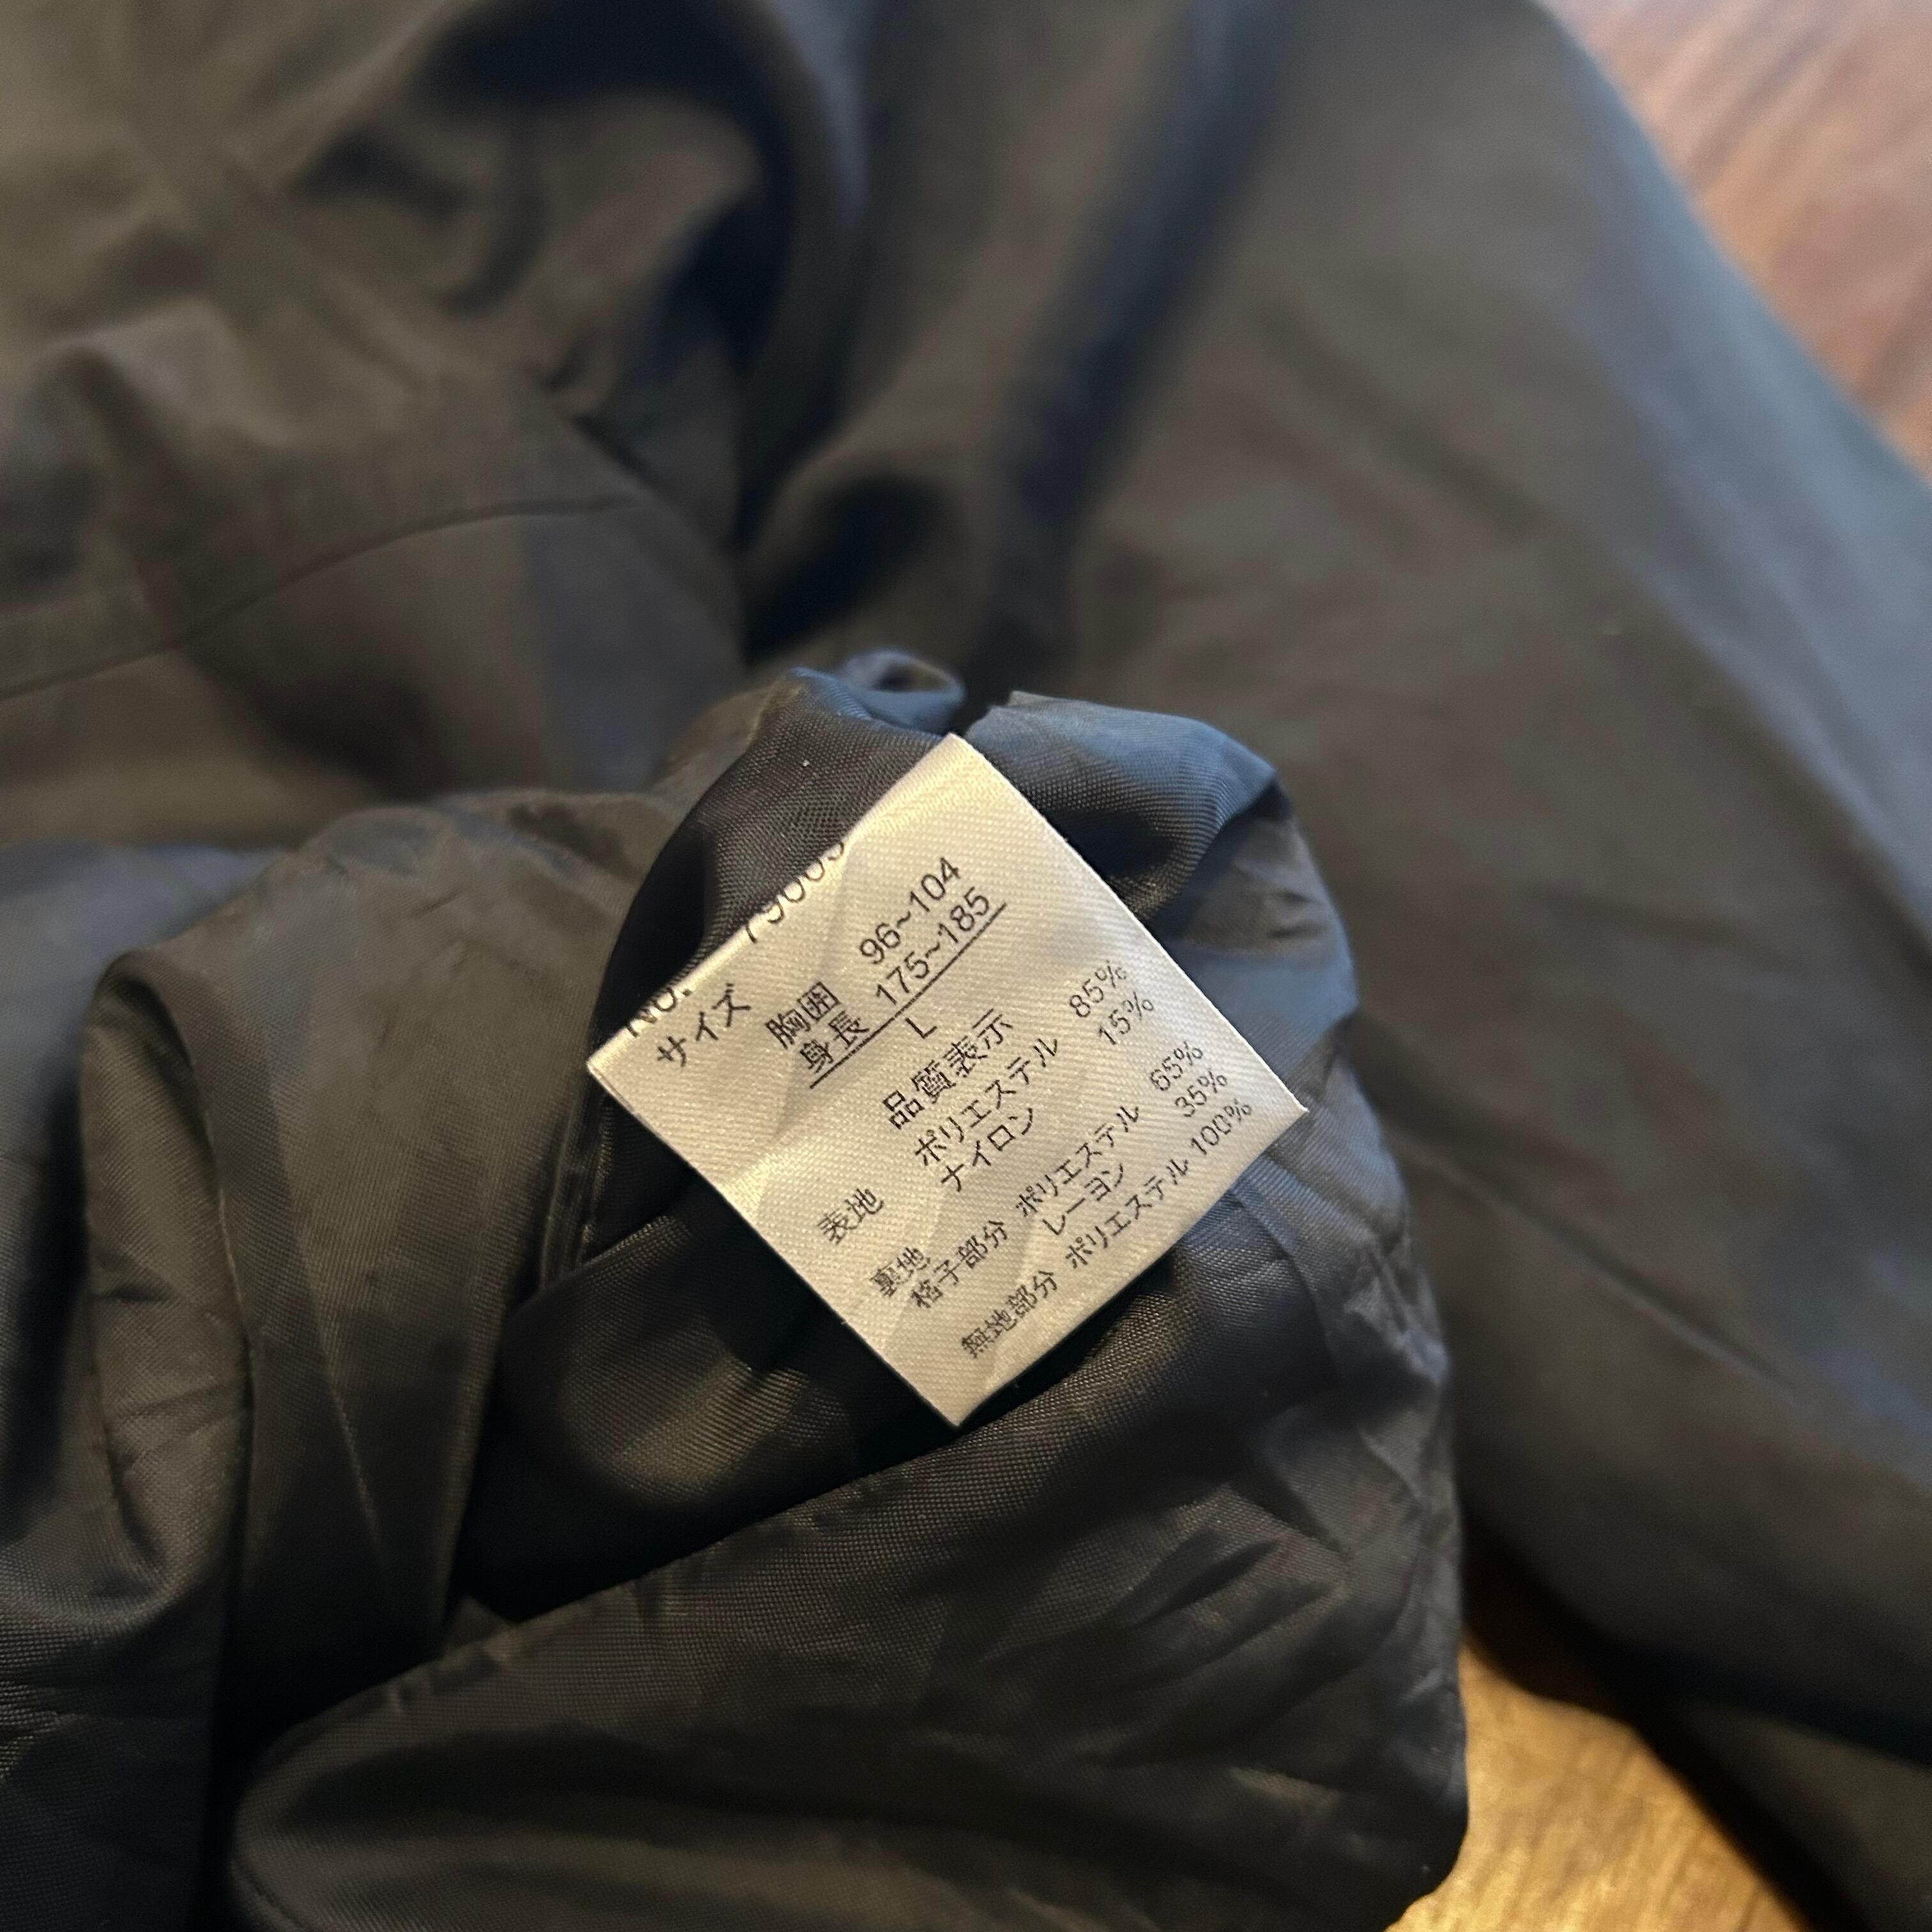 No.
サイズ
胸囲 96~104
身長 175~185
L
品質表示
表地 ポリエステル 85%
ナイロン 15%
裏地
格子部分 ポリエステル 65%
レーヨン 35%
無地部分 ポリエステル 100%